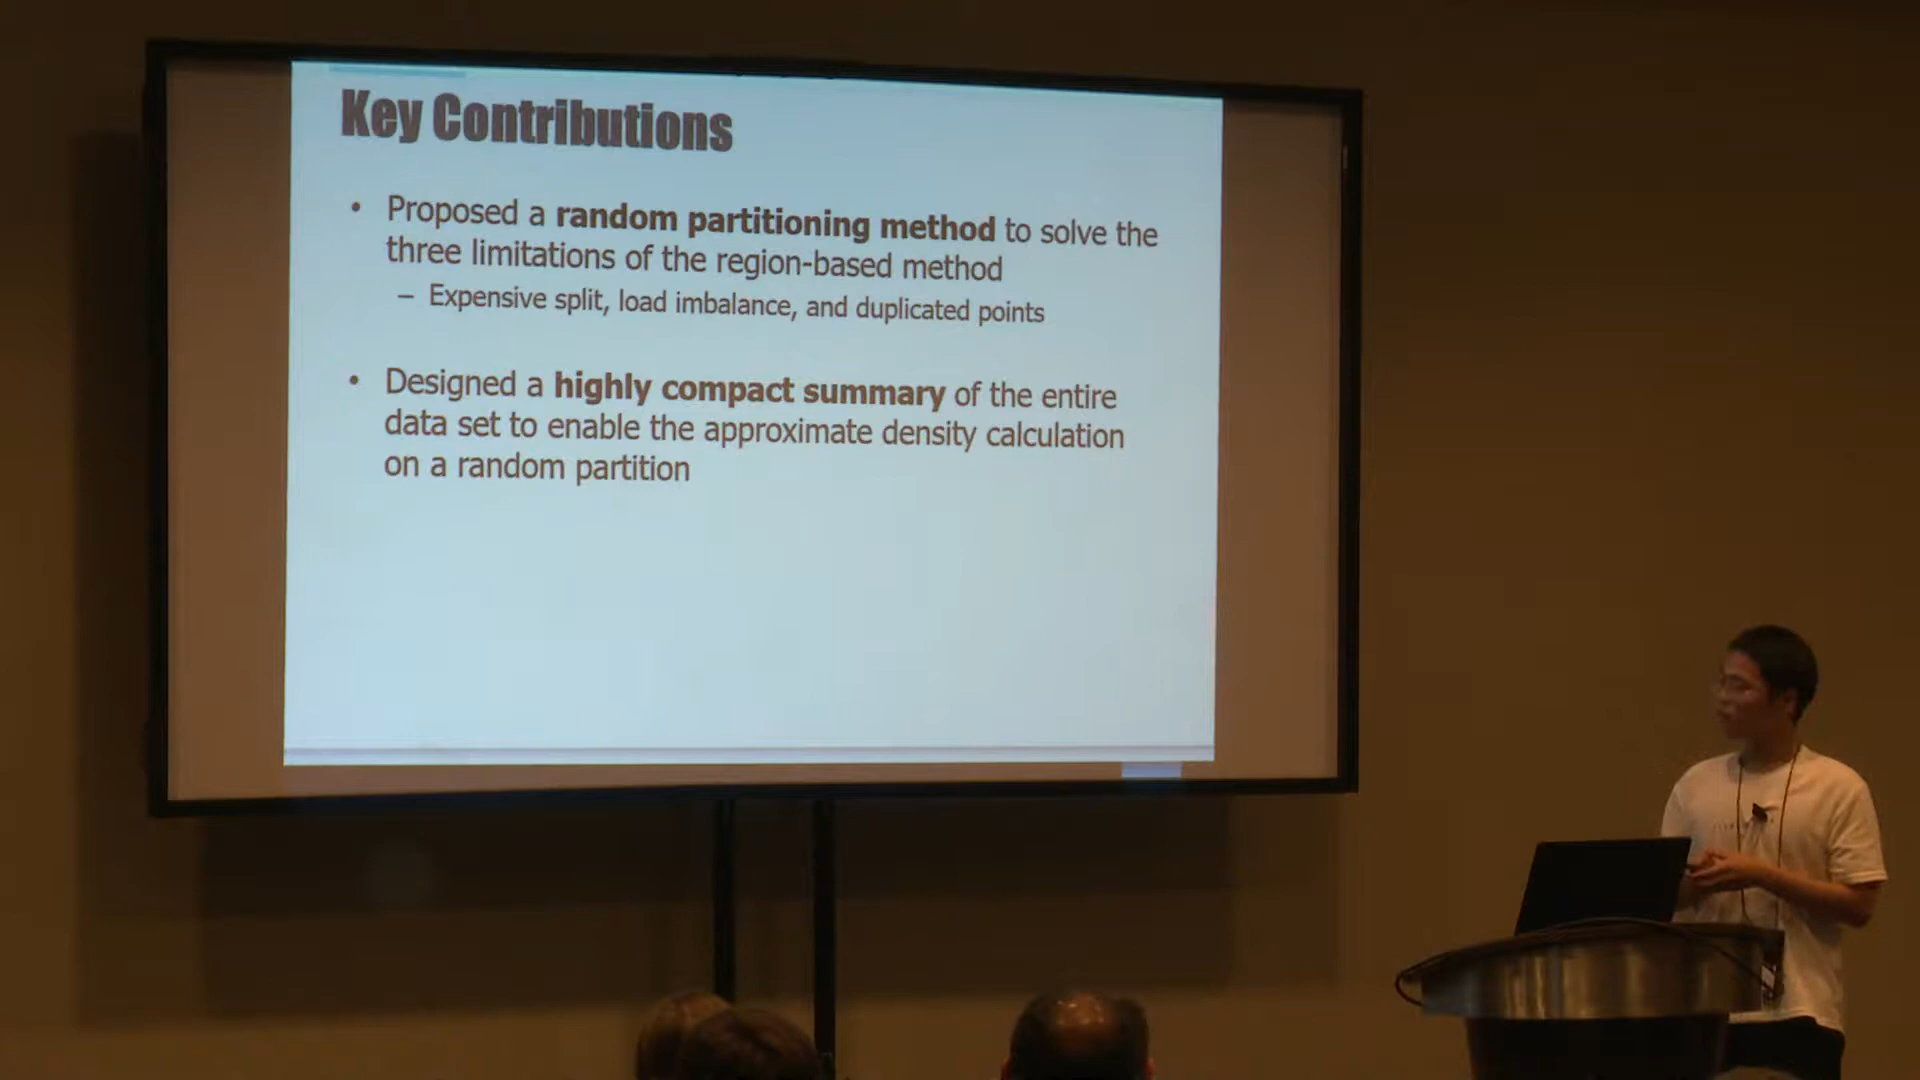 Key Contributions
• Proposed a random partitioning method to solve the
three limitations of the region-based method
– Expensive split, load imbalance, and duplicated points
• Designed a highly compact summary of the entire
data set to enable the approximate density calculation
on a random partition